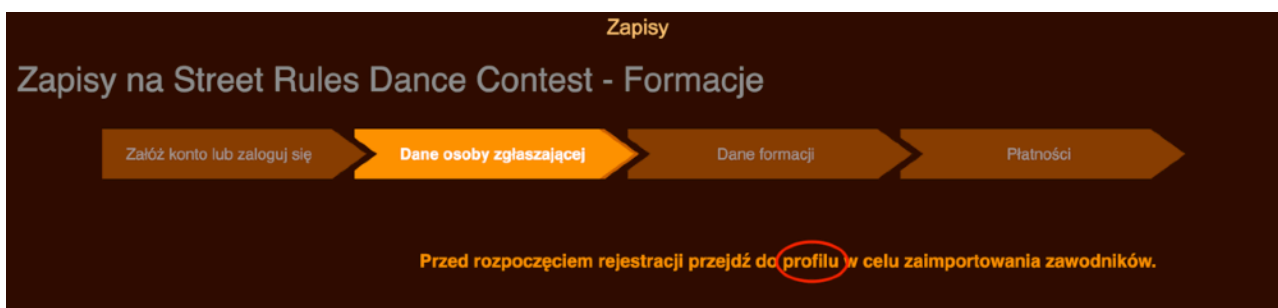 Zapisy
Zapisy na Street Rules Dance Contest - Formacje
Załóż konto lub zaloguj się
Dane osoby zgłaszającej
Dane formacji
Płatności
Przed rozpoczęciem rejestracji przejdź do profilu w celu zaimportowania zawodników.